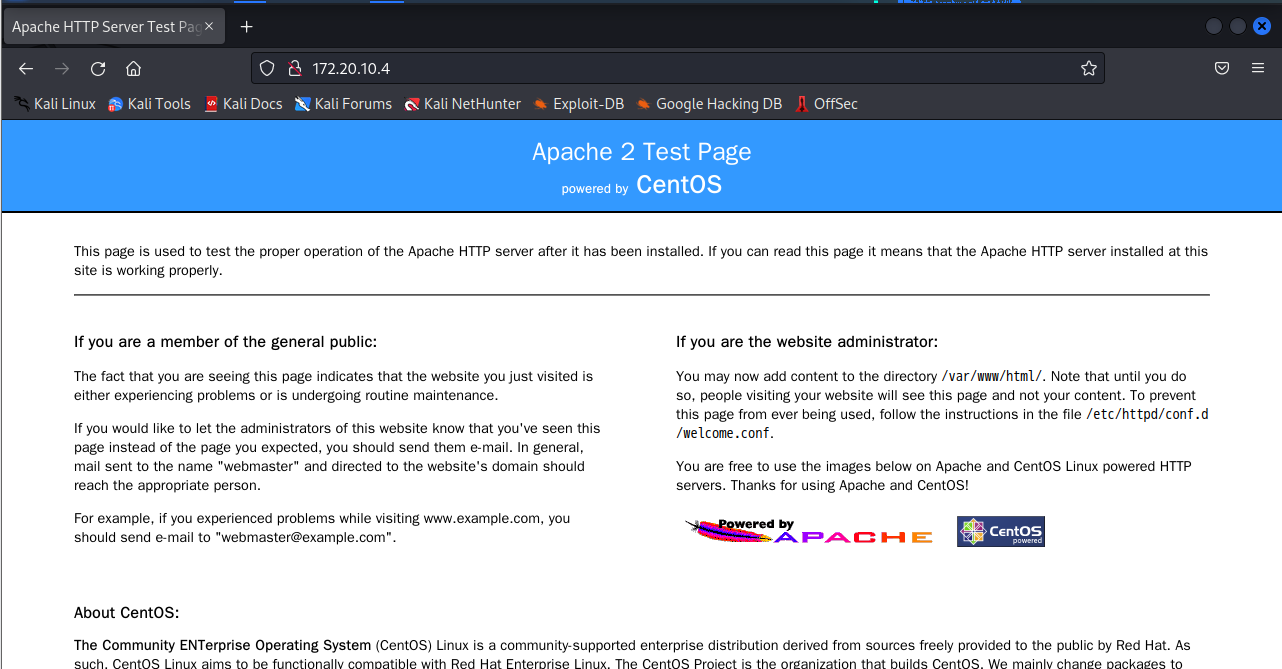 Apache HTTP Server Test Pag
172.20.10.4
Kali Linux Kali Tools Kali Docs Kali Forums Kali NetHunter Exploit-DB Google Hacking DB OffSec
Apache 2 Test Page
powered by CentOS
This page is used to test the proper operation of the Apache HTTP server after it has been installed. If you can read this page it means that the Apache HTTP server installed at this
site is working properly.
If you are a member of the general public:
The fact that you are seeing this page indicates that the website you just visited is
either experiencing problems or is undergoing routine maintenance.
If you would like to let the administrators of this website know that you've seen this
page instead of the page you expected, you should send them e-mail. In general,
mail sent to the name "webmaster" and directed to the website's domain should
reach the appropriate person.
For example, if you experienced problems while visiting www.example.com, you
should send e-mail to "webmaster@example.com".
If you are the website administrator:
You may now add content to the directory /var/www/html/. Note that until you do
so, people visiting your website will see this page and not your content. To prevent
this page from ever being used, follow the instructions in the file /etc/httpd/conf.d
/welcome.conf.
You are free to use the images below on Apache and CentOS Linux powered HTTP
servers. Thanks for using Apache and CentOS!
Powered by
APACHE
CentOS
powered
About CentOS:
The Community ENTerprise Operating System (CentOS) Linux is a community-supported enterprise distribution derived from sources freely provided to the public by Red Hat. As
such, CentOS Linux aims to be functionally compatible with Red Hat Enterprise Linux. The CentOS Project is the organization that builds CentOS. We mainly change packages to